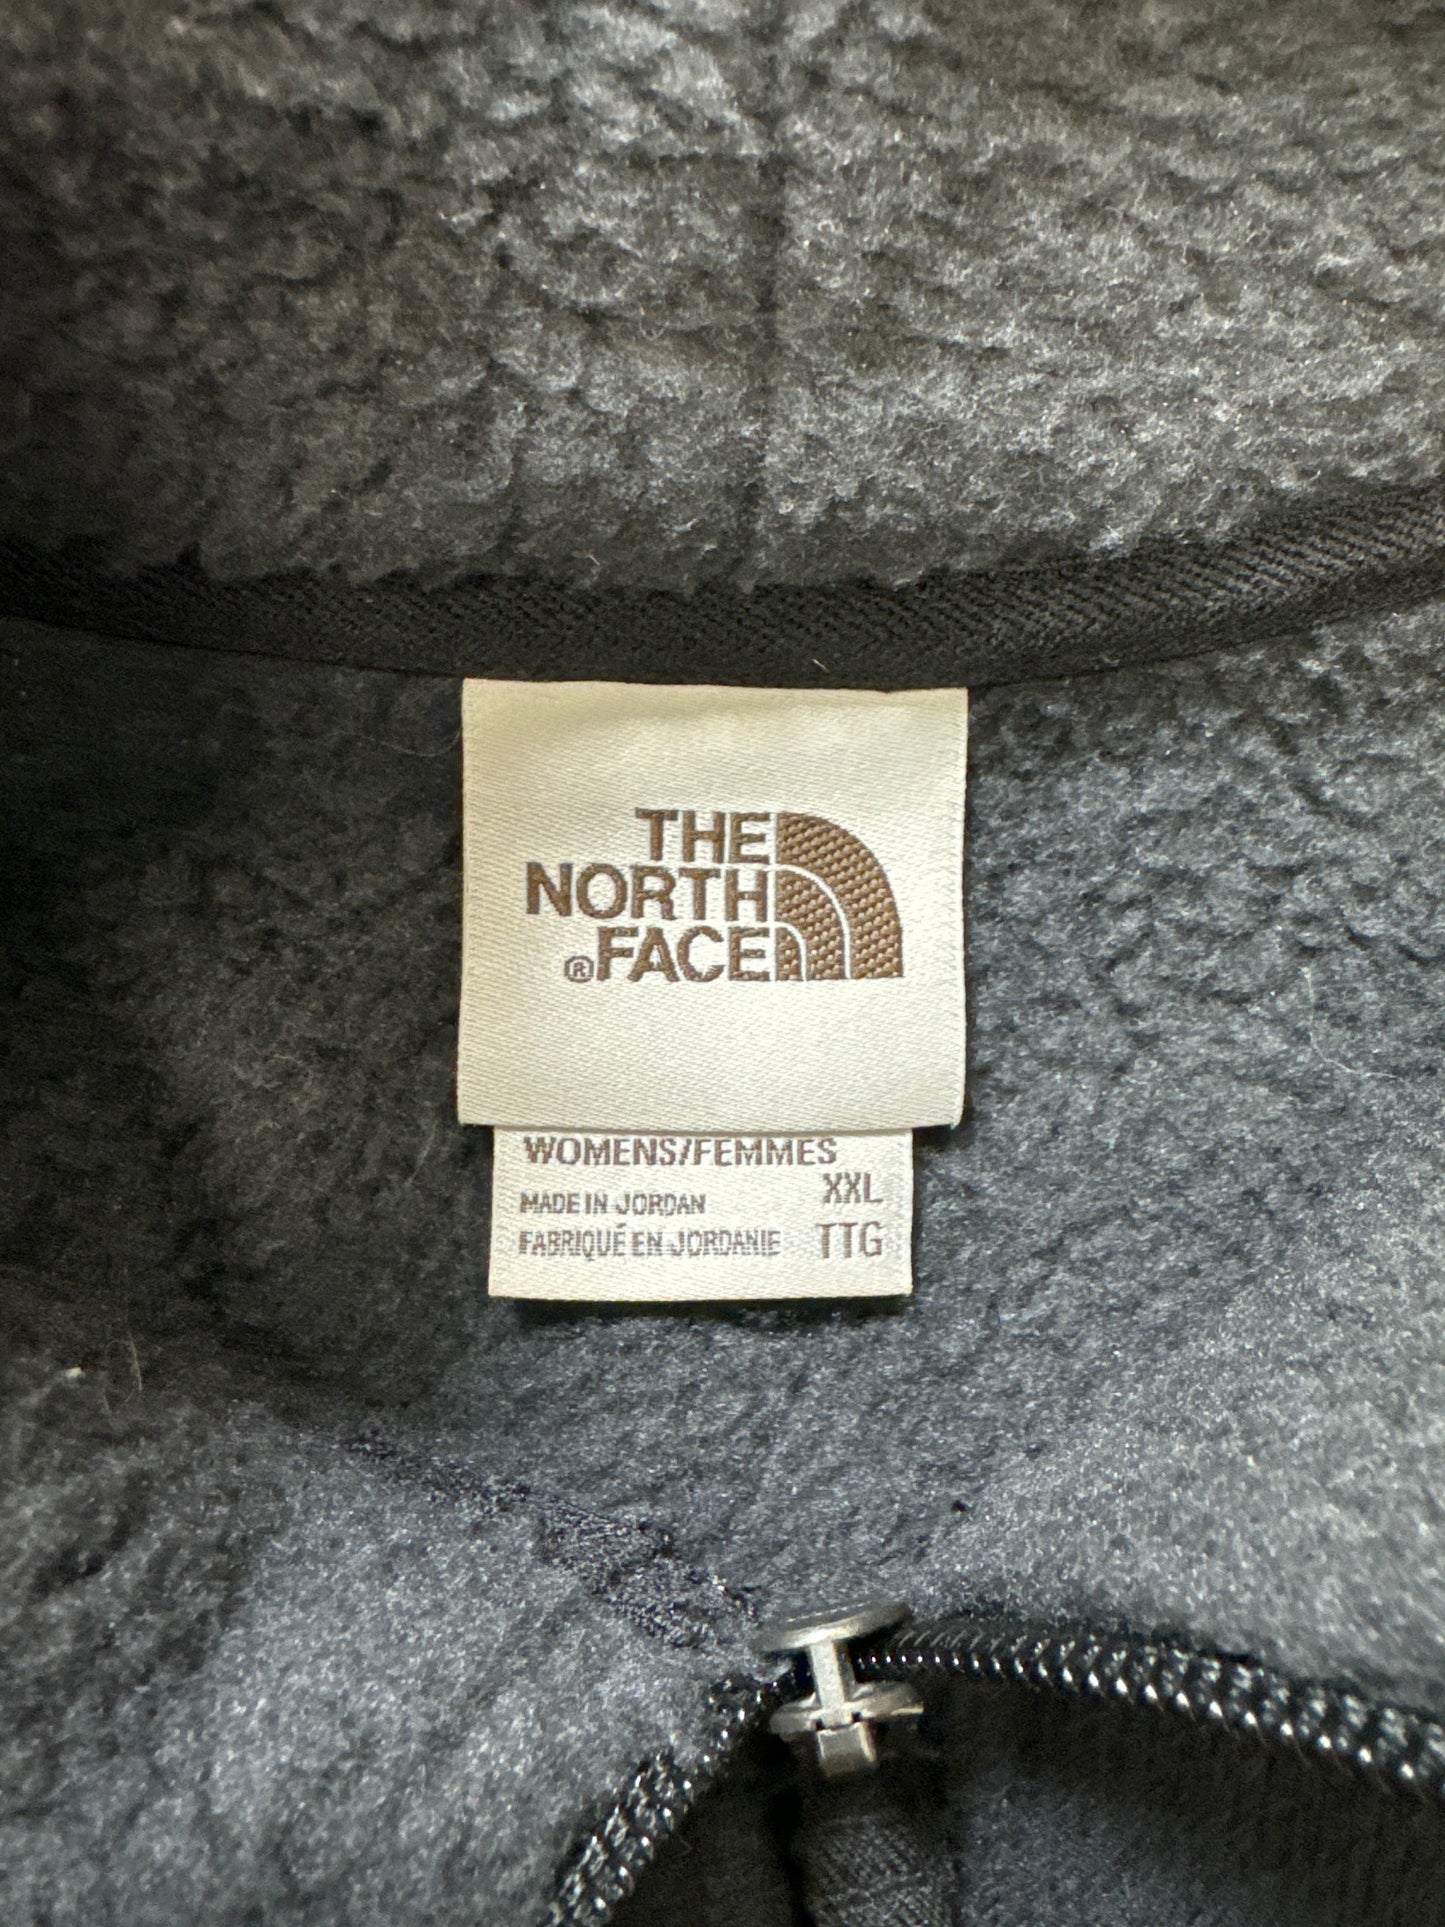 THE
NORTH
®FACE
WOMENS/FEMMES
XXL
MADE IN JORDAN
FABRIQUÉ EN JORDANIE TTG